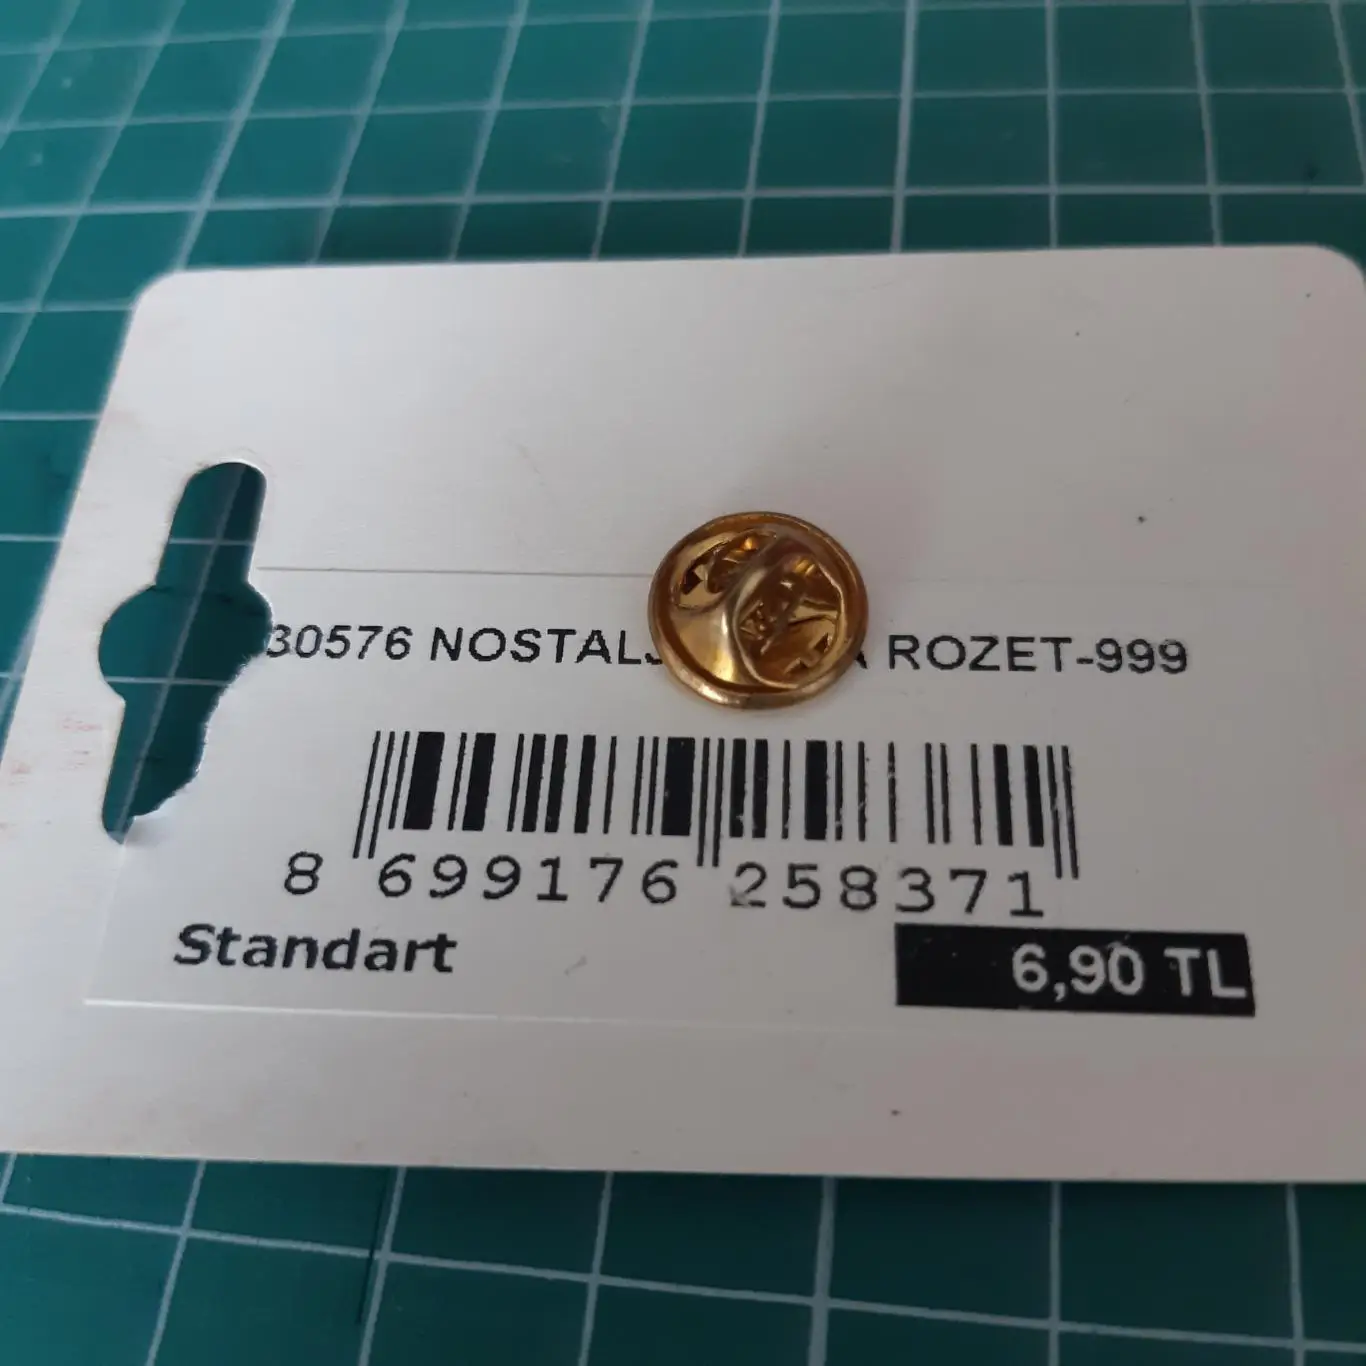 30576 NOSTALJ ROZET-999
8 699176 258371
Standart
6,90 TL